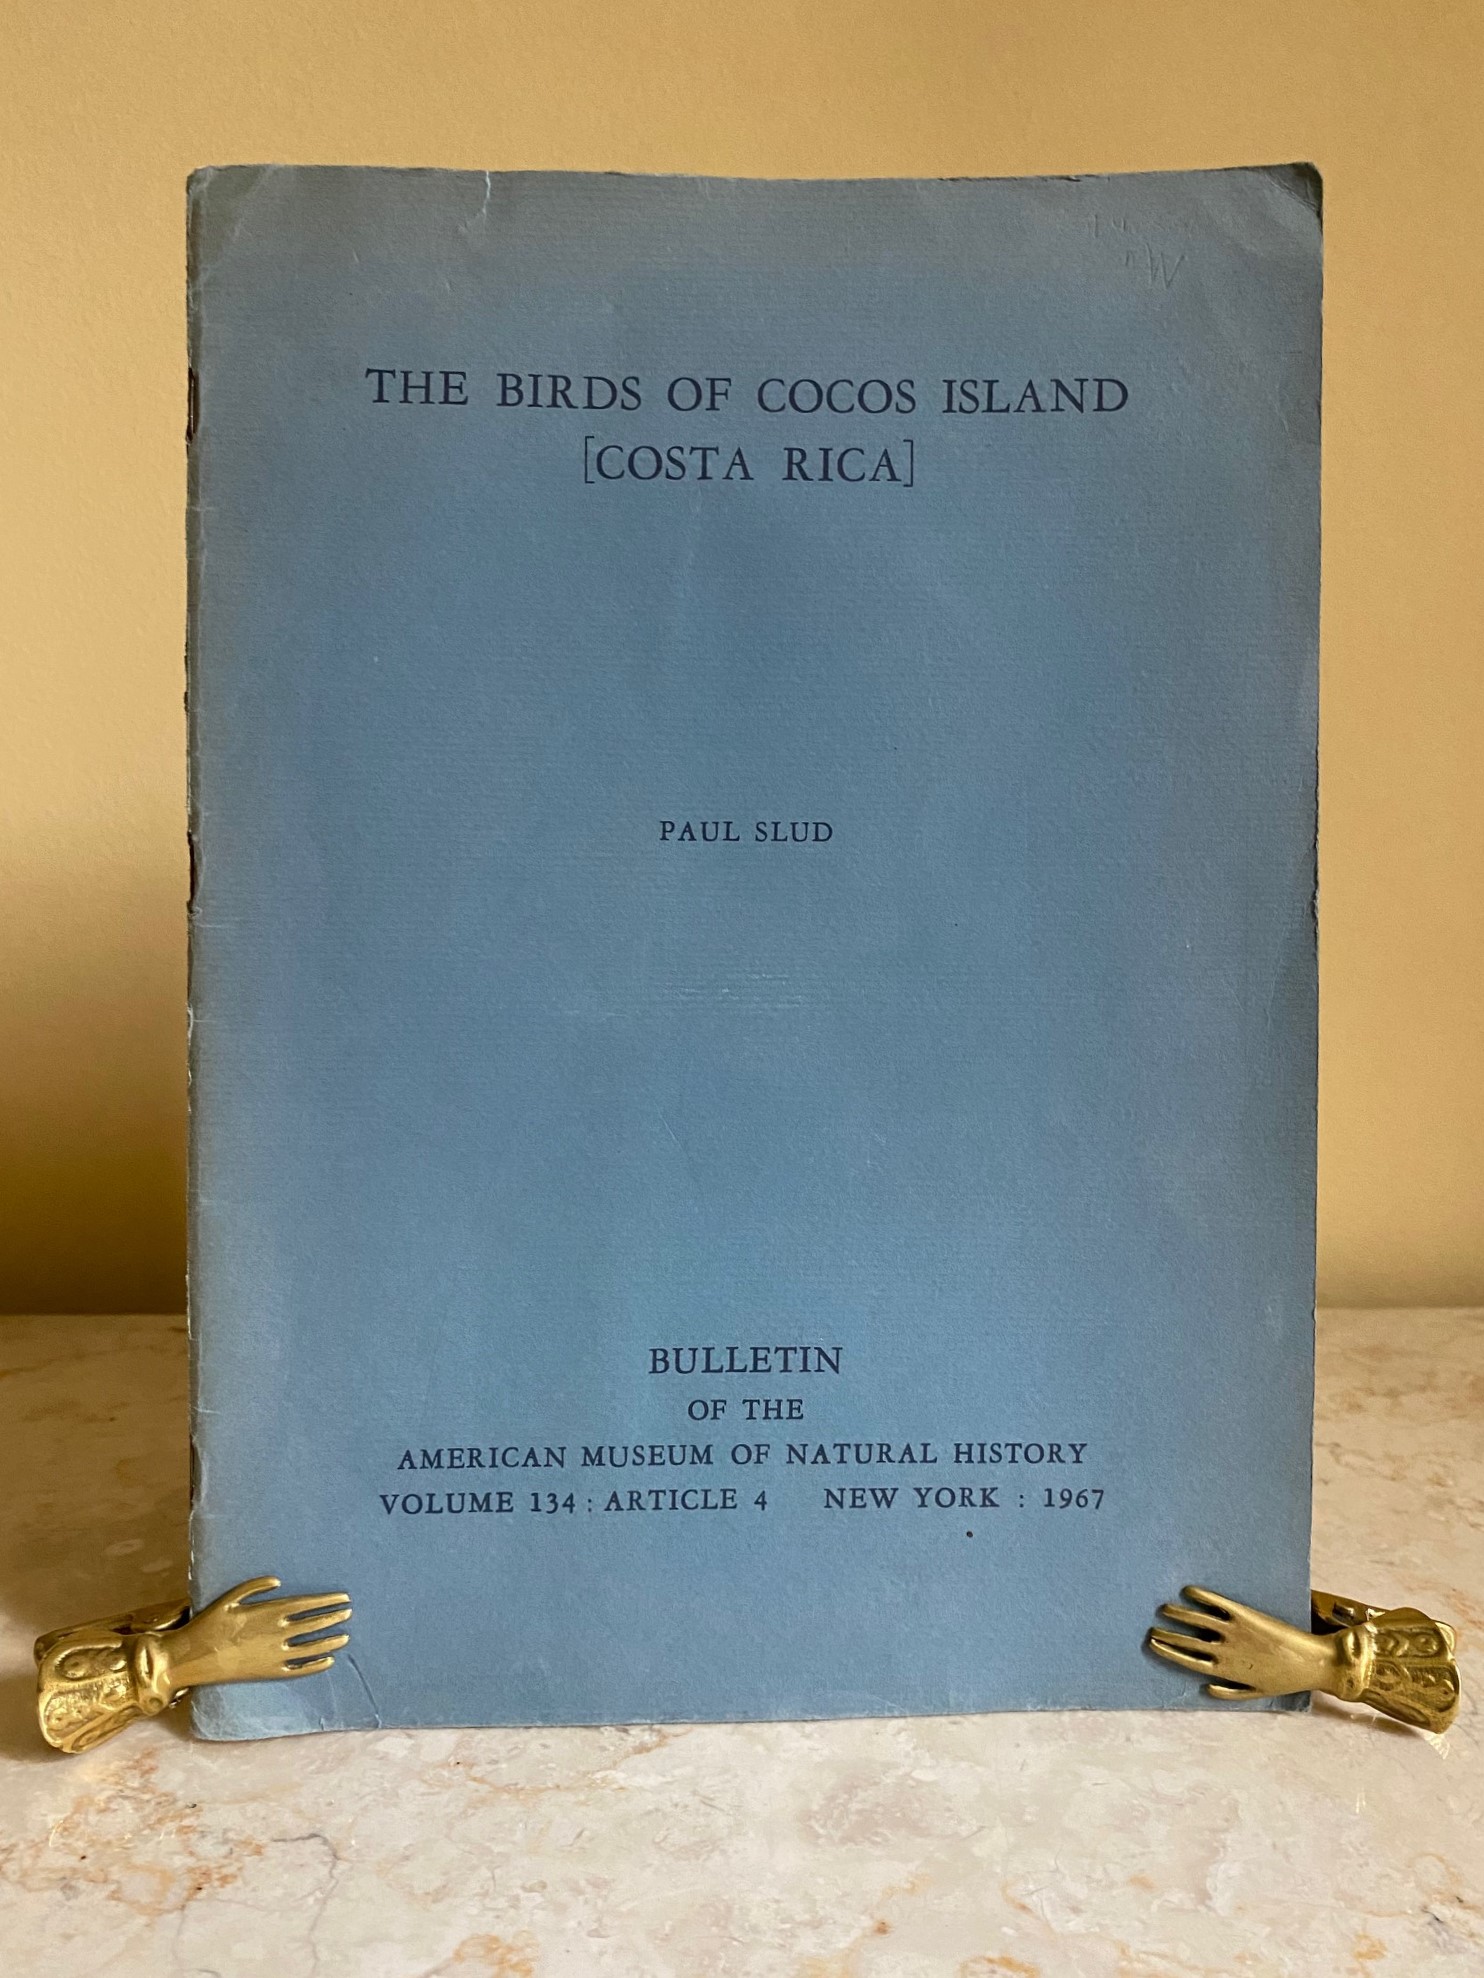 THE BIRDS OF COCOS ISLAND
[COSTA RICA]
PAUL SLUD
BULLETIN
OF THE
AMERICAN MUSEUM OF NATURAL HISTORY
VOLUME 134 : ARTICLE 4 NEW YORK : 1967